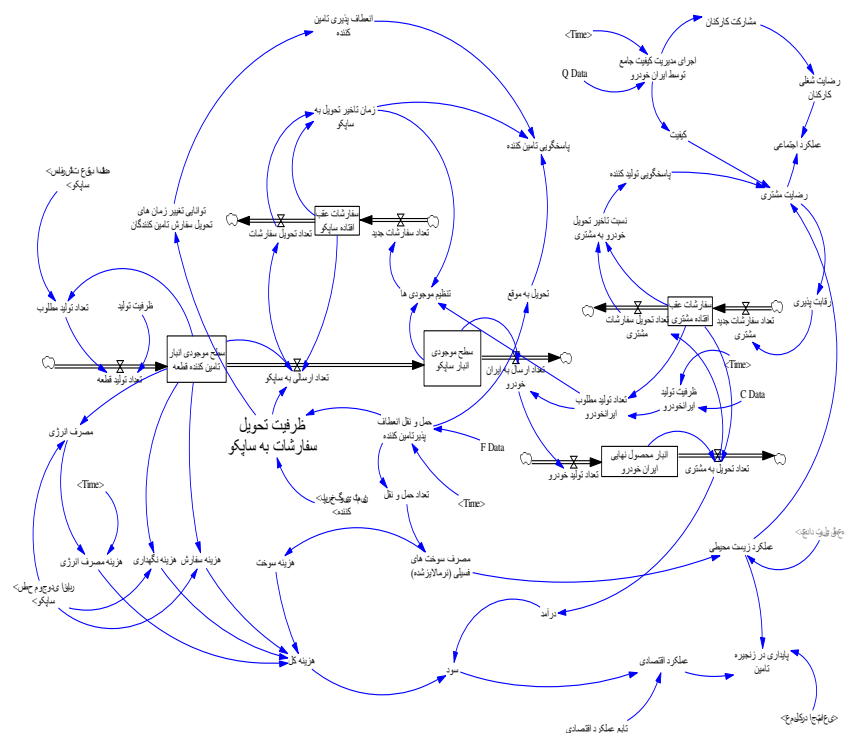 انعطاف پذیری تامین
کننده
<Time>
مشارکت کارکنان
اجرای مدیریت کیفیت جامع
توسط ایران خودرو
Q Data
رضایت شغلی
کارکنان
زمان تاخیر تحویل به
ساپکو
کیفیت
عملکرد اجتماعی
پاسخگویی تامین کننده
ساپکو>
پاسخگویی تولید کننده
رضایت مشتری
توانایی تغییر زمان های
تحویل سفارش تامین کنندگان
سفارشات عقب
افتاده ساپکو
تعداد تحویل سفارشات
تعداد سفارشات جدید
نسبت تاخیر تحویل
خودرو به مشتری
تنظیم موجودی ها
تحویل به موقع
رقابت پذیری
تعداد تولید مطلوب
ظرفیت تولید
سفارشات عقب
افتاده مشتری
تعداد تحویل سفارشات
مشتری
تعداد سفارشات جدید
مشتری
سطح موجودی انبار
تامین کننده قطعه
تعداد تولید قطعه
تعداد ارسالی به ساپکو
سطح موجودی
انبار ساپکو
تعداد ارسال به ایران
خودرو
<Time>
ظرفیت تولید
ایرانخودرو
C Data
تعداد تولید مطلوب
ایرانخودرو
ظرفیت تحویل
سفارشات به ساپکو
حمل و نقل انعطاف
پذیرتامین کننده
F Data
مصرف انرژی
انبار محصول نهایی
ایران خودرو
تعداد تولید خودرو
تعداد تحویل به مشتری
<Time>
تعداد حمل و نقل
<Time>
کننده>
هزینه مصرف انرژی
هزینه نگهداری
هزینه سفارش
هزینه سوخت
مصرف سوخت های
فسیلی (نرمالایزشده)
عملکرد زیست محیطی
ساپکو>
درآمد
هزینه کل
سود
عملکرد اقتصادی
پایداری در زنجیره
تامین
تابع عملکرد اقتصادی